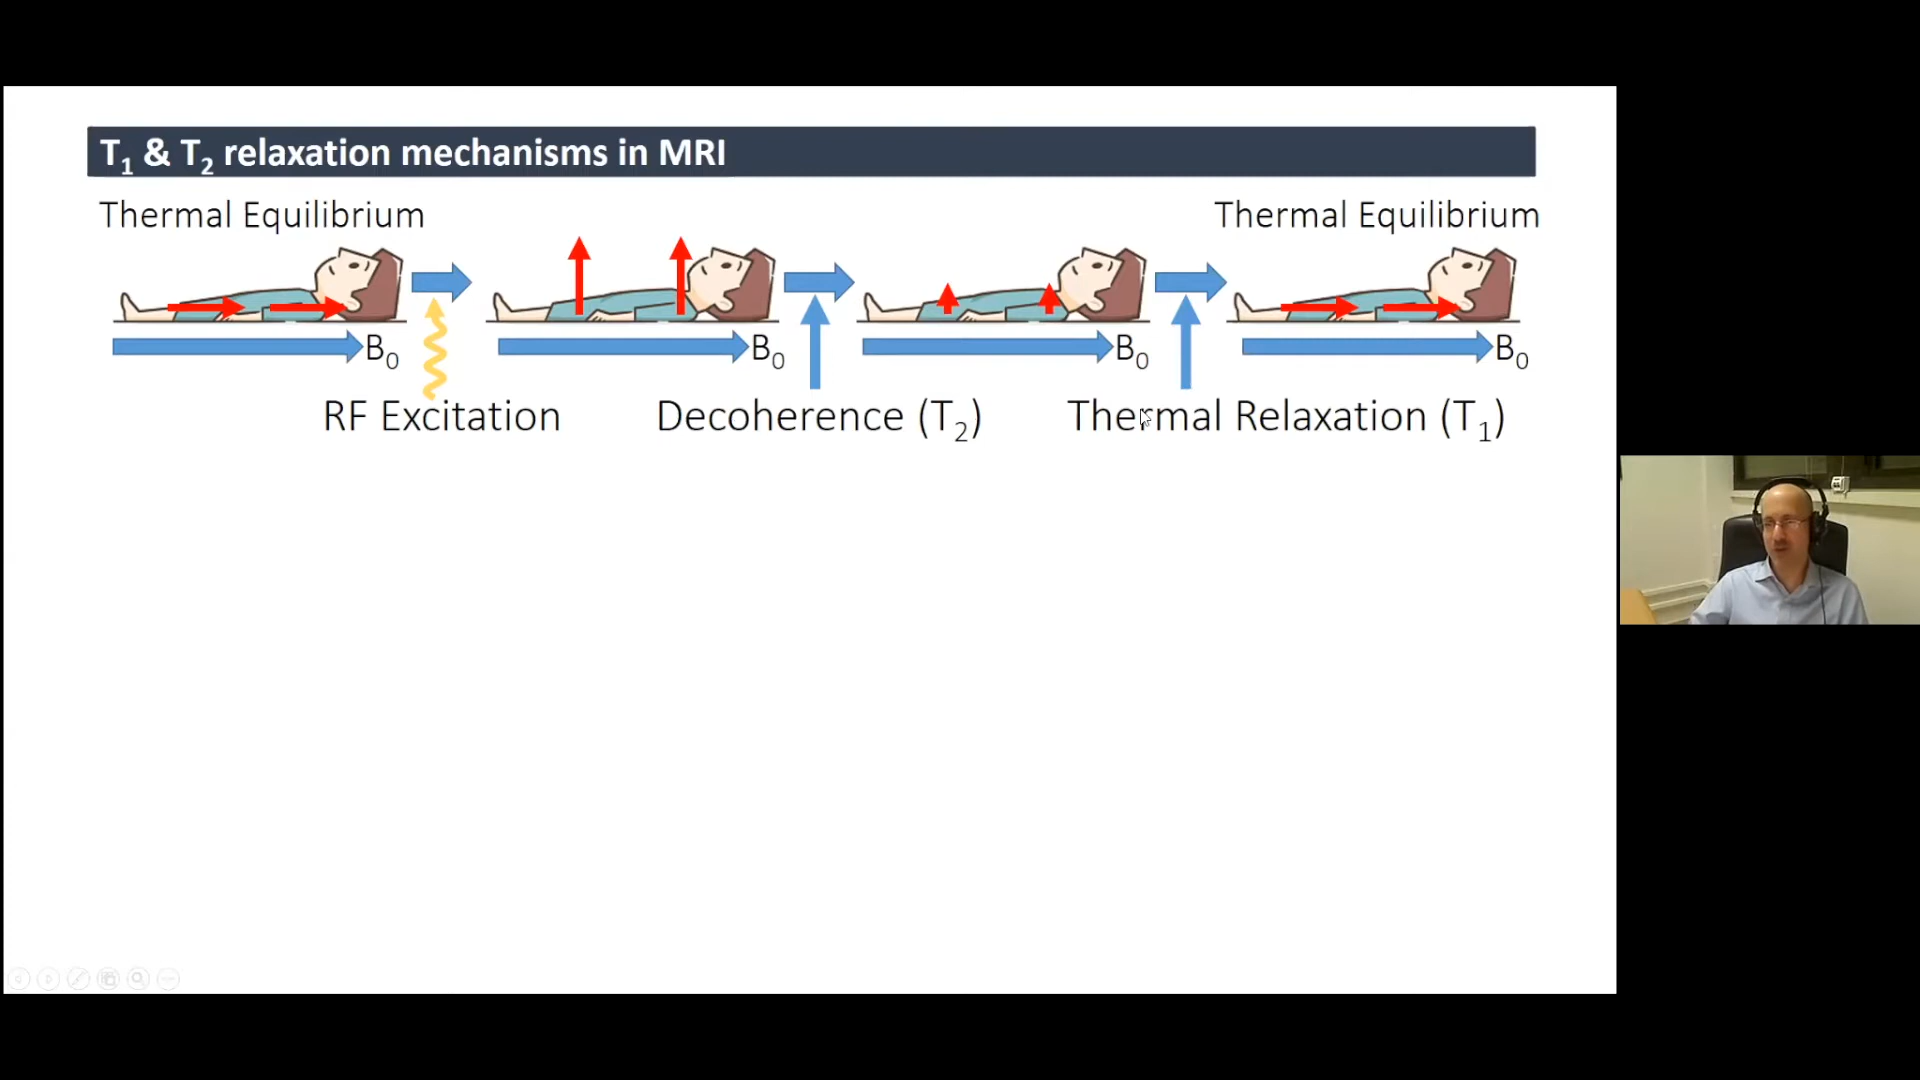 T₁ & T₂ relaxation mechanisms in MRI
Thermal Equilibrium
Thermal Equilibrium
B₀
B₀
B₀
B₀
RF Excitation
Decoherence (T₂)
Thermal Relaxation (T₁)